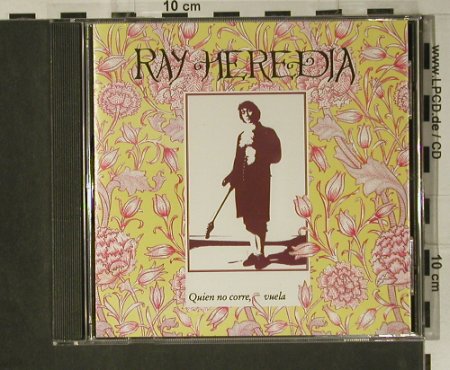 10 cm
RAY HEREDIA
Quien no corre, vuela
www.LPCD.de / CD
10 cm